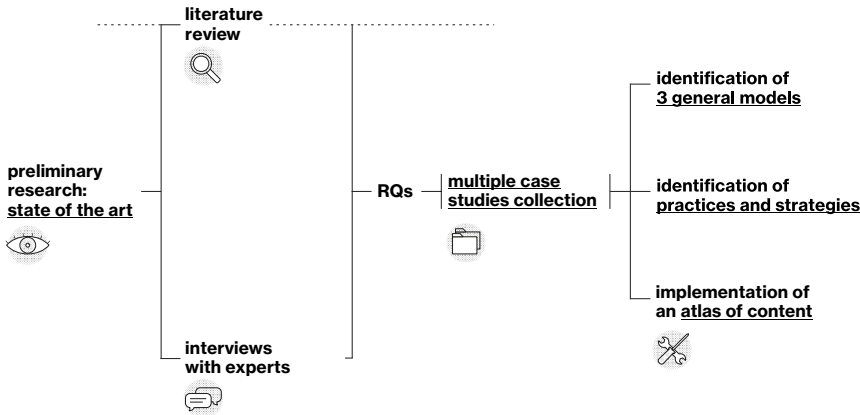 literature
review
preliminary
research:
state of the art
interviews
with experts
RQs
multiple case
studies collection
identification of
3 general models
identification of
practices and strategies
implementation of
an atlas of content